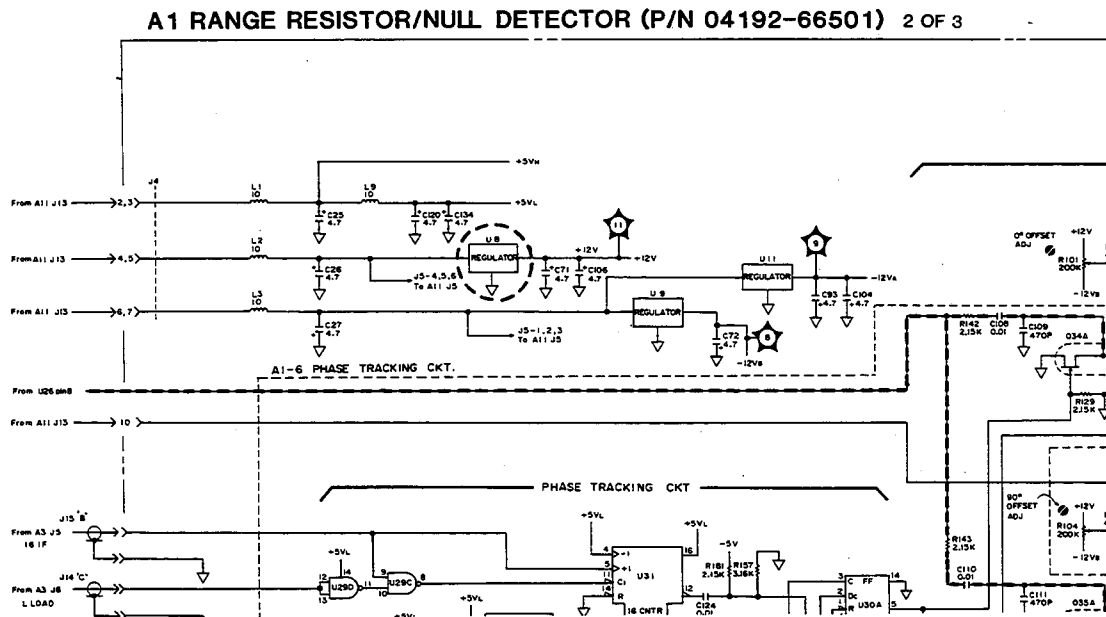 A1 RANGE RESISTOR/NULL DETECTOR (P/N 04192-66501) 2 OF 3
+5VH
J4
L1
10
L9
10
From A11 J13
2,3
+5VL
C25
4.7
C120
4.7
C134
4.7
11
9
0° OFFSET
ADJ
+12V
R101
200K
-12VB
L2
10
U8
REGULATOR
+12V
From A11 J13
4,5
+12V
C26
4.7
J5-4,5,6
To A11 J5
C71
4.7
C106
4.7
U11
REGULATOR
-12VA
C93
4.7
C104
4.7
L3
10
U9
REGULATOR
From A11 J13
6,7
C27
4.7
J5-1,2,3
To A11 J5
C72
4.7
8
-12VB
R142
2.15K
C108
0.01
C109
470P
Q34A
A1-6 PHASE TRACKING CKT.
From U26 pin8
R129
2.15K
From A11 J13
10
PHASE TRACKING CKT
90°
OFFSET
ADJ
+12V
R104
200K
-12VB
J15 "B"
From A3 J5
16 1F
+5VL
+5VL
4
-1
16
5
+1
11
C1
14
R
U31
16 CNTR
12
-5V
R161
2.15K
R157
3.16K
C124
0.01
R143
2.15K
C110
0.01
C111
470P
Q35A
J14 "C"
From A3 J6
L LOAD
+5VL
14
12
13
U29D
11
9
10
U29C
8
+5VL
+5VL
3
C
FF
14
2
Dc
1
R
U30A
5